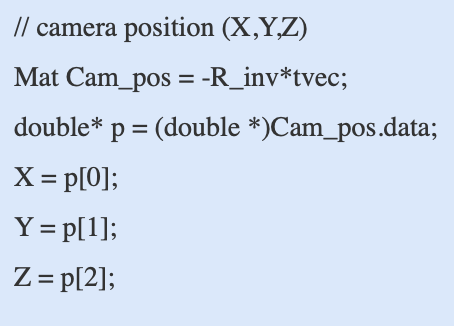 // camera position (X,Y,Z)
Mat Cam_pos = -R_inv*tvec;
double* p = (double *)Cam_pos.data;
X = p[0];
Y = p[1];
Z = p[2];